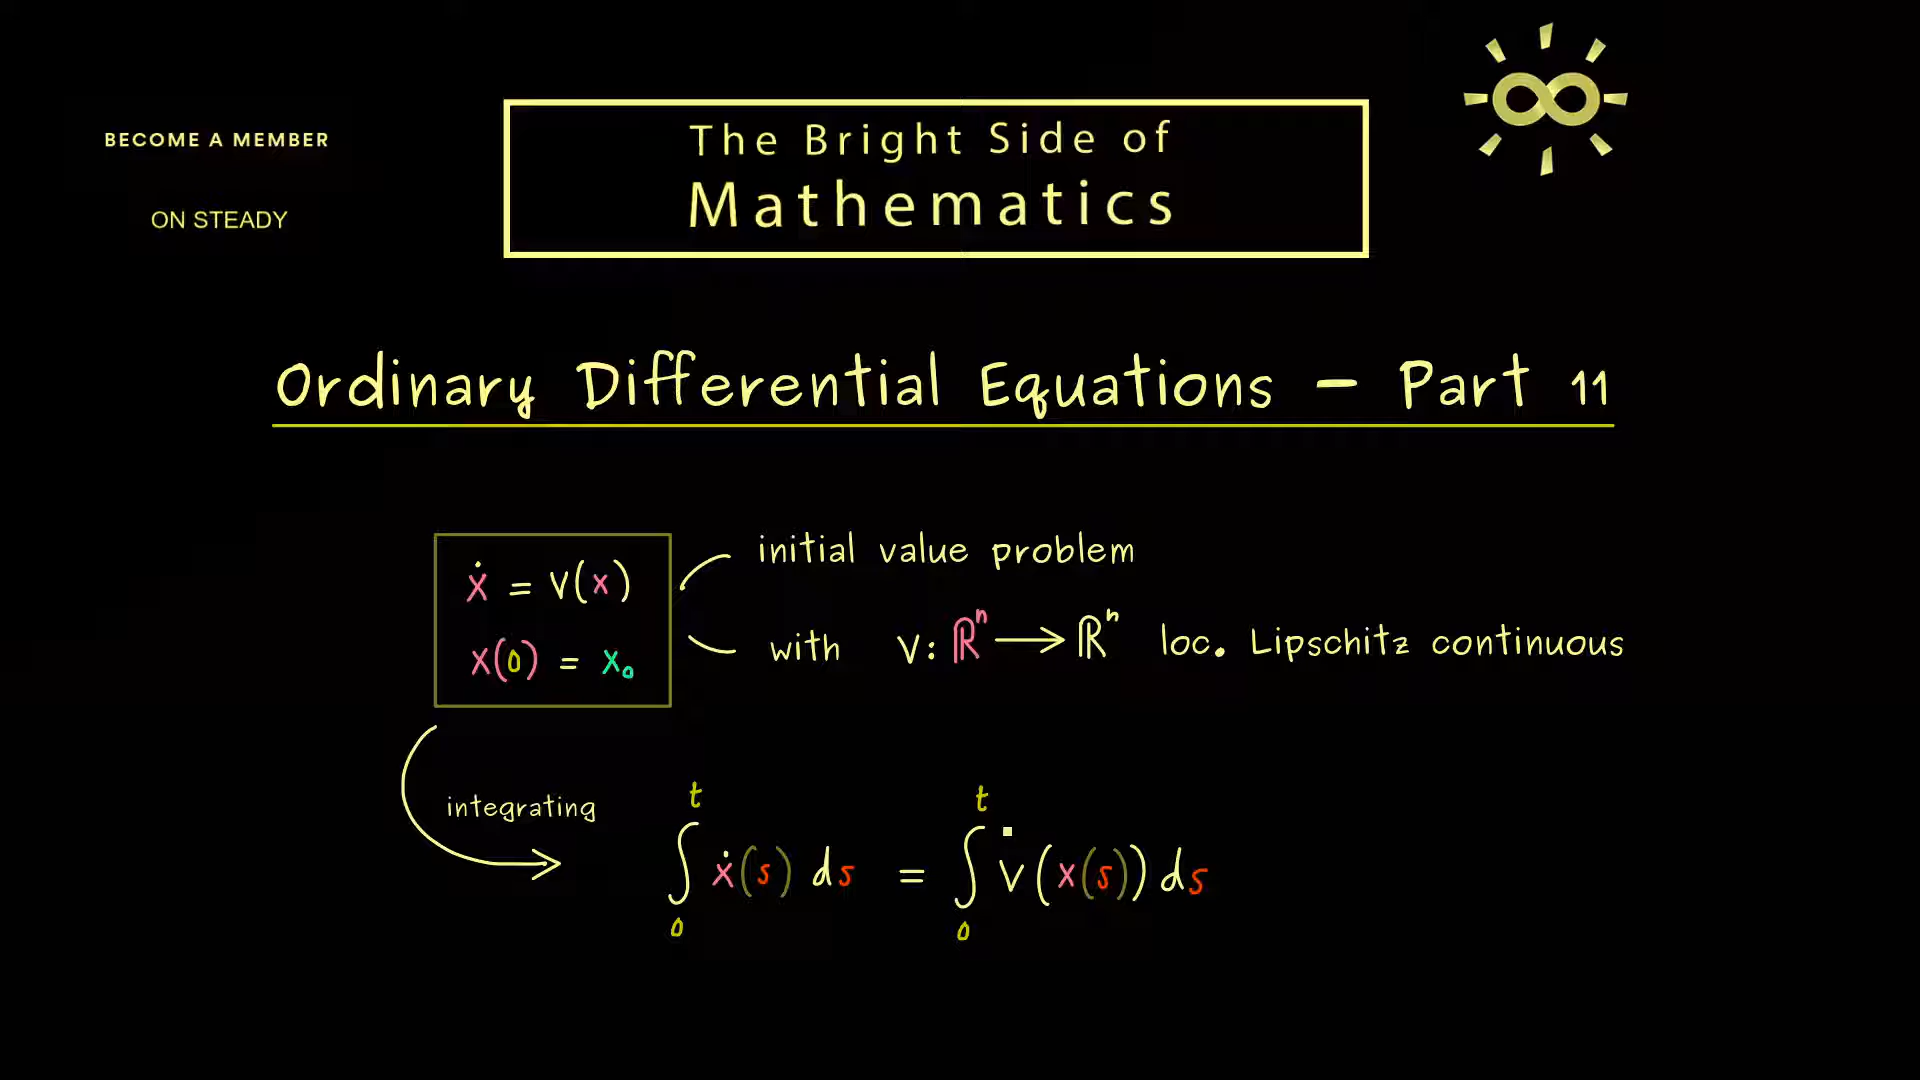 BECOME A MEMBER
ON STEADY
The Bright Side of
Mathematics
Ordinary Differential Equations - Part 11
ẋ = v(x)
x(0) = x₀
initial value problem
with v: ℝⁿ ⟶ ℝⁿ loc. Lipschitz continuous
integrating
∫₀ᵗ ẋ(s) ds = ∫₀ᵗ v(x(s)) ds